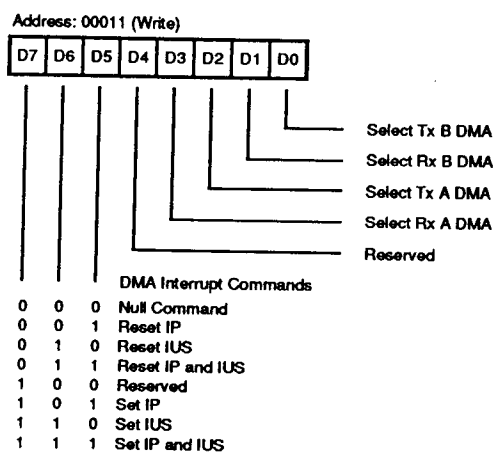 Address: 00011 (Write)
D7 D6 D5 D4 D3 D2 D1 D0
Select Tx B DMA
Select Rx B DMA
Select Tx A DMA
Select Rx A DMA
Reserved
DMA Interrupt Commands
0 0 0 Null Command
0 0 1 Reset IP
0 1 0 Reset IUS
0 1 1 Reset IP and IUS
1 0 0 Reserved
1 0 1 Set IP
1 1 0 Set IUS
1 1 1 Set IP and IUS